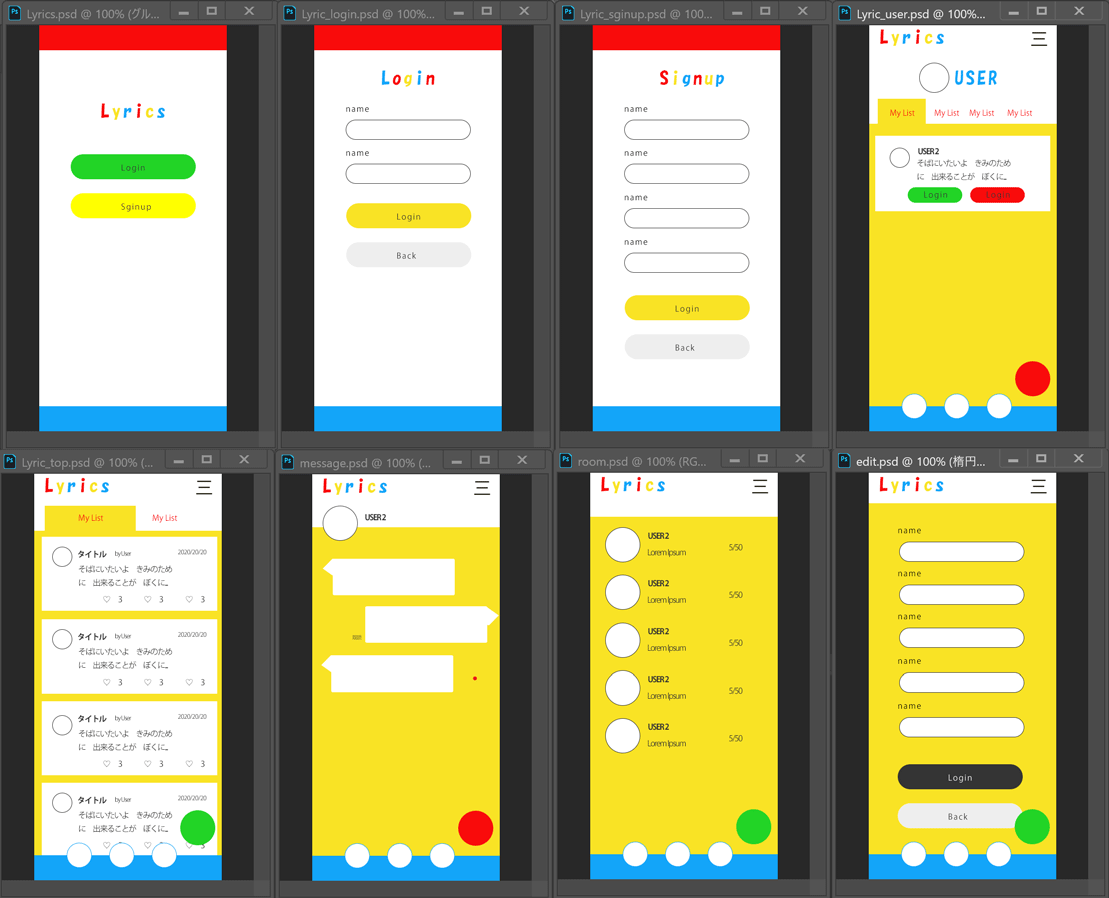 Lyrics.psd @ 100% (グル...
Lyrics
Login
Sginup
Lyric_login.psd @ 100%...
Login
name
name
Login
Back
Lyric_sginup.psd @ 100...
Signup
name
name
name
name
Login
Back
Lyric_user.psd @ 100%...
Lyrics
USER
My List My List My List My List
USER2
そばにいたいよ きみのため
に 出来ることが ぼくに。
Login Login
Lyric_top.psd @ 100% (...
Lyrics
My List My List
タイトル byUser 2020/20/20
そばにいたいよ きみのため
に 出来ることが ぼくに。
♡ 3 ♡ 3 ♡ 3
タイトル byUser 2020/20/20
そばにいたいよ きみのため
に 出来ることが ぼくに。
♡ 3 ♡ 3 ♡ 3
タイトル byUser 2020/20/20
そばにいたいよ きみのため
に 出来ることが ぼくに。
♡ 3 ♡ 3 ♡ 3
タイトル byUser 2020/20/20
そばにいたいよ きみのため
に 出来ることが ぼくに。
♡ 3 ♡ 3 ♡ 3
message.psd @ 100% (...
Lyrics
USER2
room.psd @ 100% (RG...
Lyrics
USER2
Lorem Ipsum 5/50
USER2
Lorem Ipsum 5/50
USER2
Lorem Ipsum 5/50
USER2
Lorem Ipsum 5/50
USER2
Lorem Ipsum 5/50
edit.psd @ 100% (楕円...
Lyrics
name
name
name
name
name
Login
Back